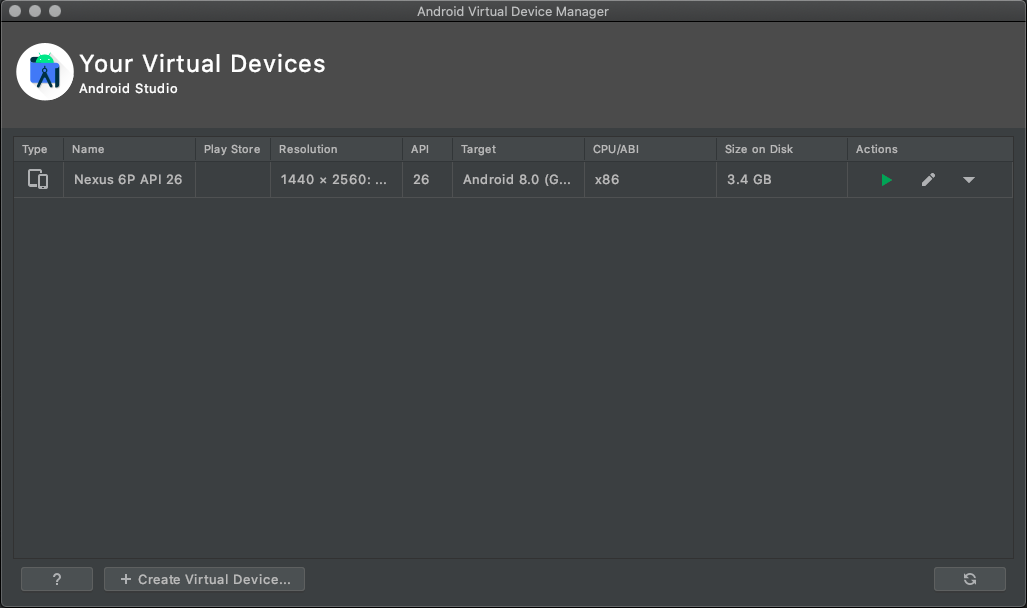 Android Virtual Device Manager
Your Virtual Devices
Android Studio
Type Name Play Store Resolution API Target CPU/ABI Size on Disk Actions
Nexus 6P API 26 1440 × 2560: ... 26 Android 8.0 (G... x86 3.4 GB
? + Create Virtual Device...